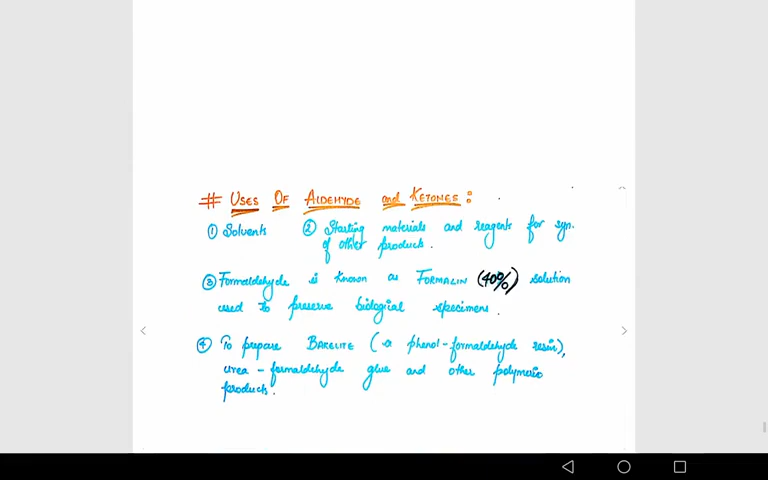 # USES OF ALDEHYDE and KETONES :
① Solvents ② Starting materials and reagents for syn.
of other products.
③ Formaldehyde is known as FORMALIN (40%) solution
used to preserve biological specimens.
④ To prepare BAKELITE (a phenol-formaldehyde resin),
urea - formaldehyde glue and other polymeric
products.